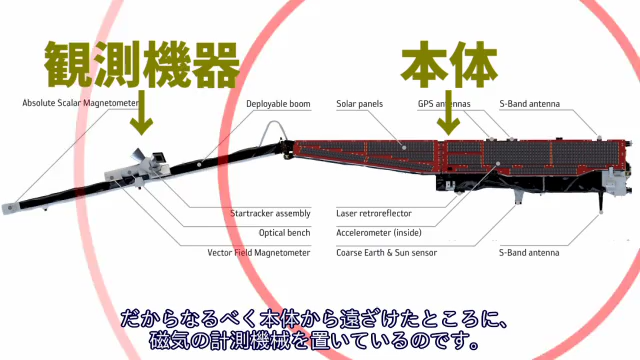 観測機器
本体
Absolute Scalar Magnetometer
Deployable boom
Solar panels
GPS antennas
S-Band antenna
Startracker assembly
Laser retroreflector
Optical bench
Accelerometer (inside)
Vector Field Magnetometer
Coarse Earth & Sun sensor
S-Band antenna
だからなるべく本体から遠ざけたところに、
磁気の計測機械を置いているのです。